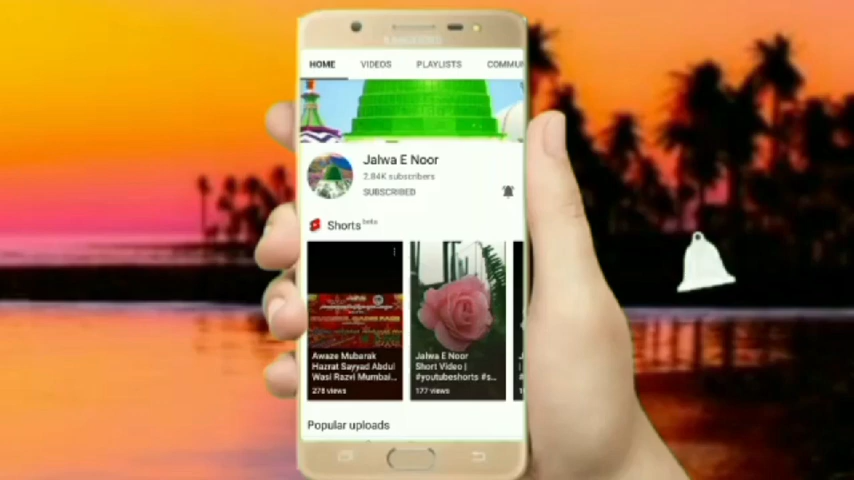 SAMSUNG
HOME VIDEOS PLAYLISTS COMMU
Jalwa E Noor
2.84K subscribers
SUBSCRIBED
Shorts beta
Awaze Mubarak
Hazrat Sayyad Abdul
Wasi Razvi Mumbai...
278 views
Jalwa E Noor
Short Video |
#youtubeshorts #s...
177 views
Popular uploads